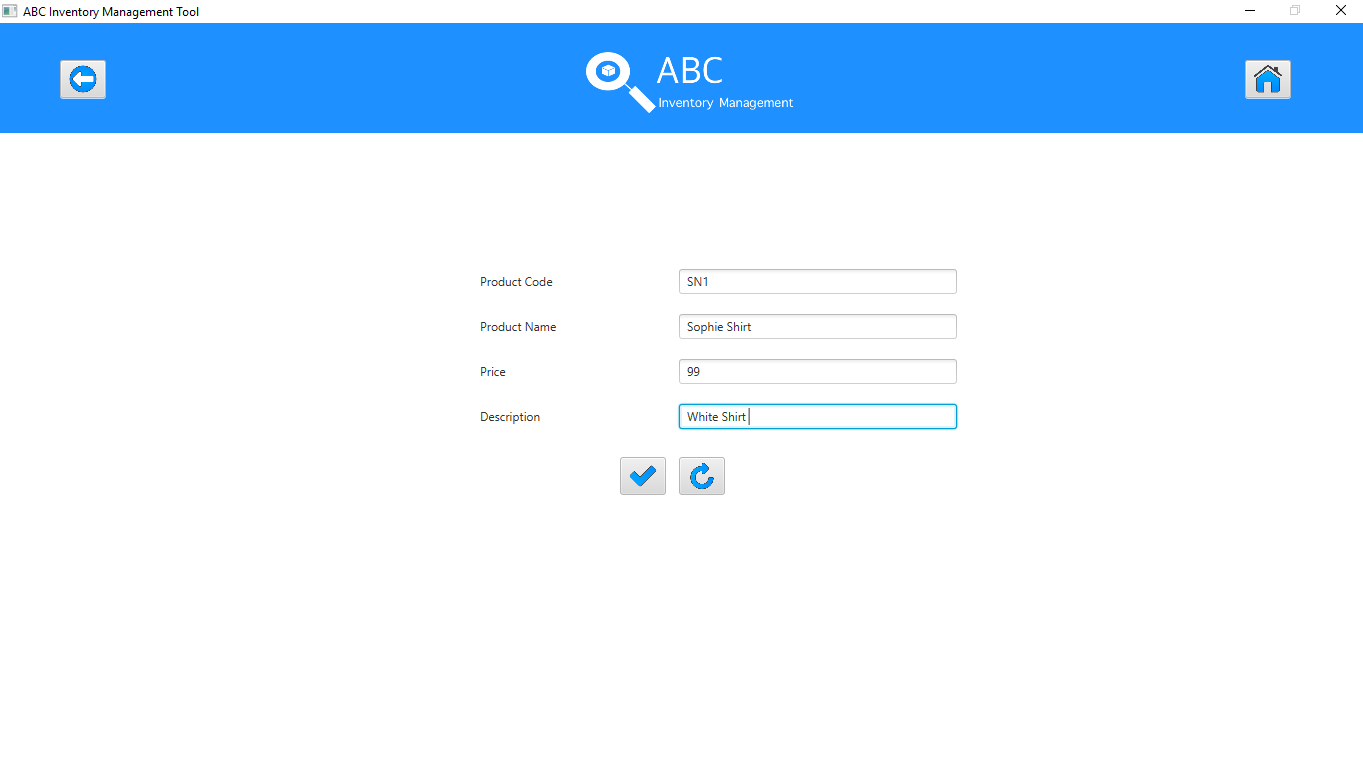 ABC Inventory Management Tool
ABC
Inventory Management
Product Code SN1
Product Name Sophie Shirt
Price 99
Description White Shirt